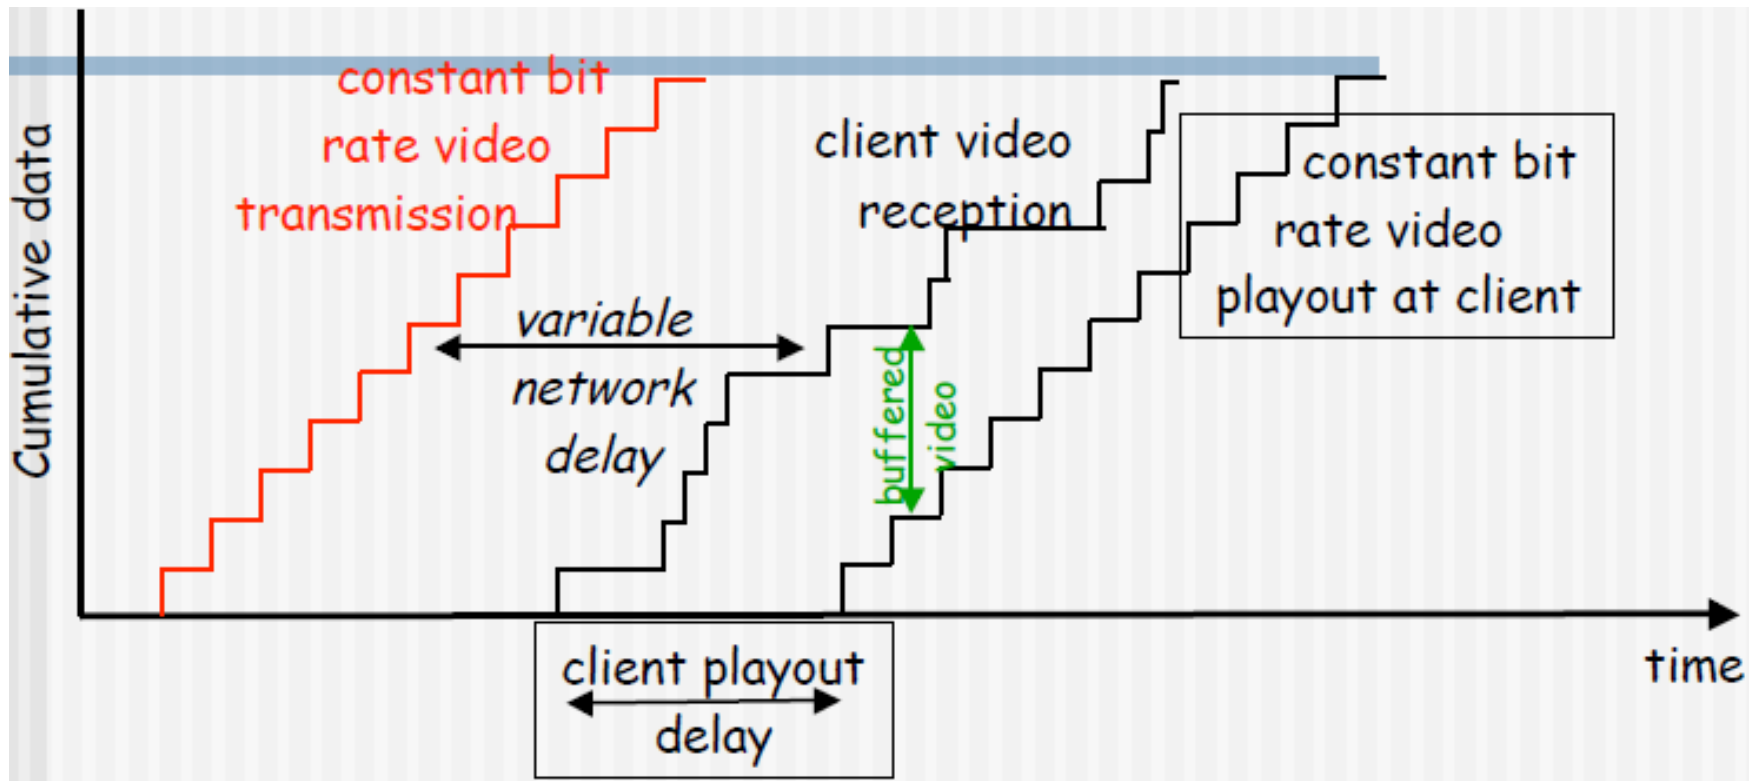 constant bit
rate video
transmission
client video
reception
constant bit
rate video
playout at client
Cumulative data
variable
network
delay
buffered
video
client playout
delay
time